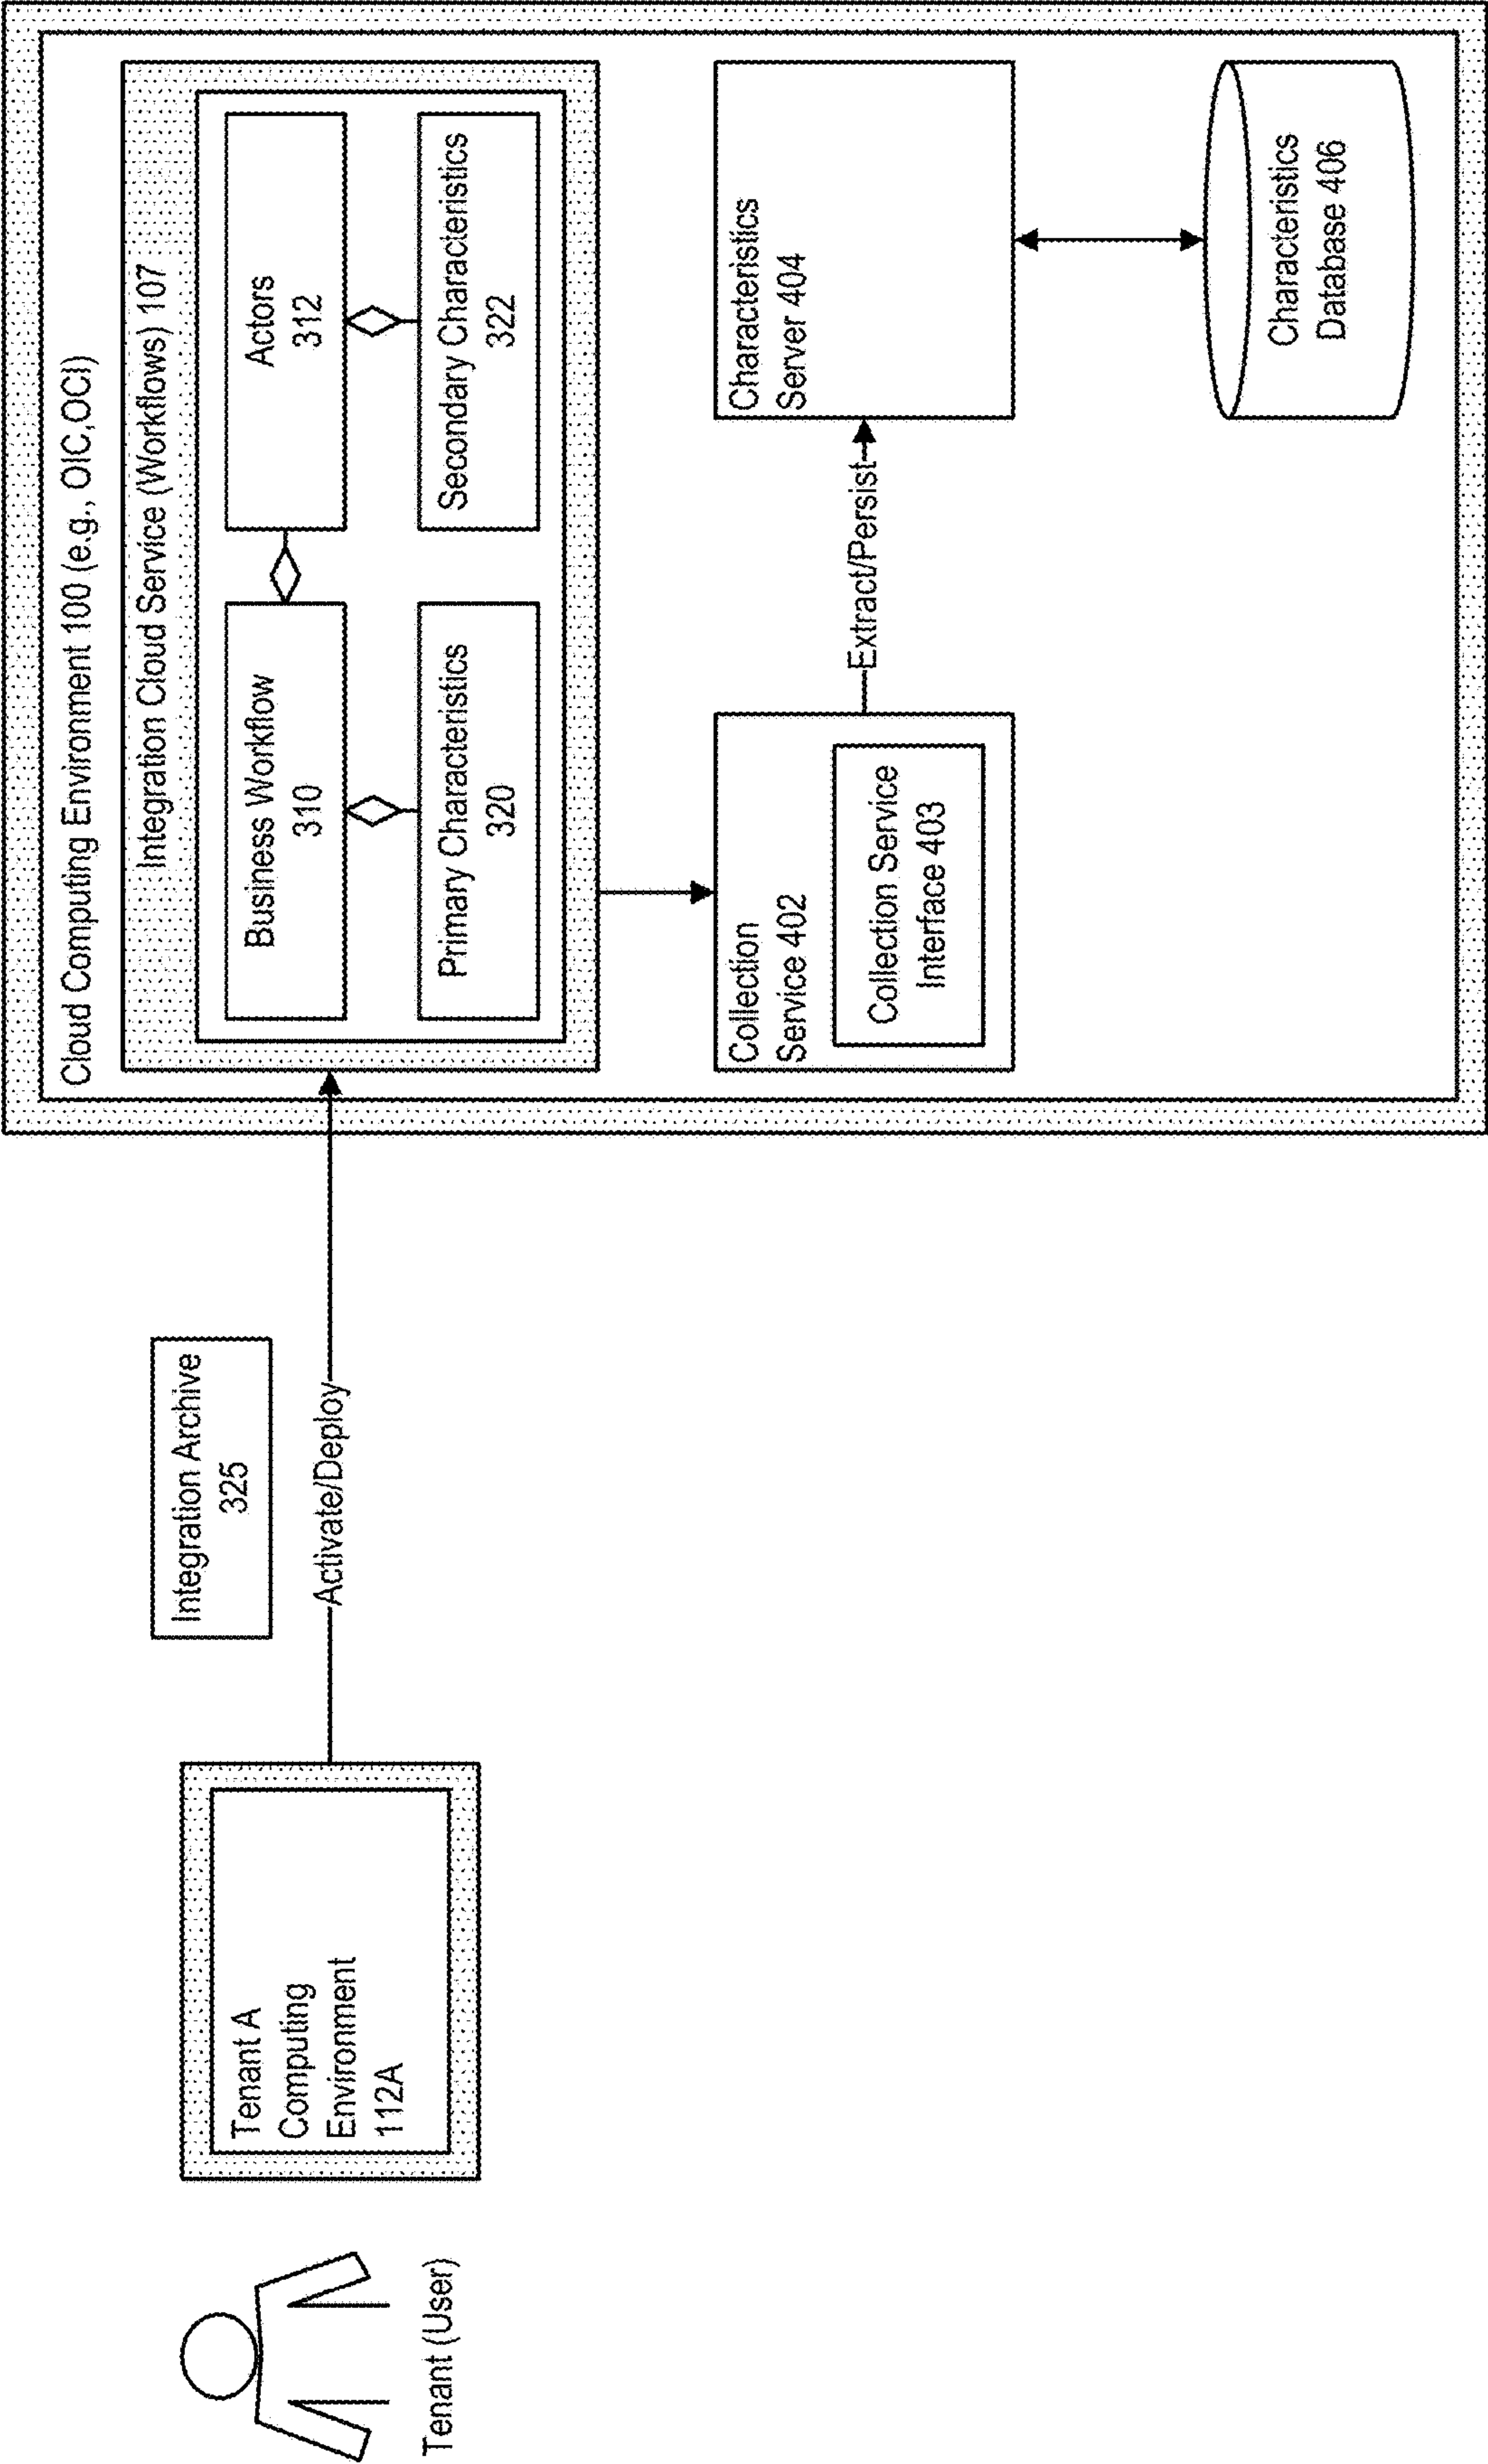 Cloud Computing Environment 100 (e.g., OIC,OCI)
Integration Cloud Service (Workflows) 107
Business Workflow
310
Actors
312
Primary Characteristics
320
Secondary Characteristics
322
Integration Archive
325
Activate/Deploy
Tenant A
Computing
Environment
112A
Tenant (User)
Collection
Service 402
Collection Service
Interface 403
Extract/Persist
Characteristics
Server 404
Characteristics
Database 406